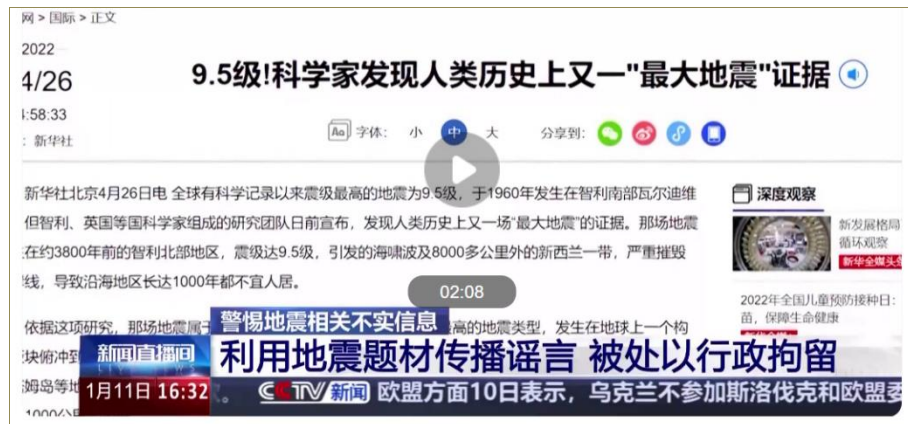 网 > 国际 > 正文
2022
4/26
:58:33
: 新华社
9.5级!科学家发现人类历史上又一"最大地震"证据
字体: 小 中 大 分享到:
新华社北京4月26日电 全球有科学记录以来震级最高的地震为9.5级，于1960年发生在智利南部瓦尔迪维
但智利、英国等国科学家组成的研究团队日前宣布，发现人类历史上又一场“最大地震”的证据。那场地震
在约3800年前的智利北部地区，震级达9.5级，引发的海啸波及8000多公里外的新西兰一带，严重摧毁
线，导致沿海地区长达1000年都不宜人居。
深度观察
新发展格局
循环观察
新华全媒头
2022年全国儿童预防接种日：
苗，保障生命健康
02:08
依据这项研究，那场地震属于
最高的地震类型，发生在地球上一个构
块俯冲到
姆岛等地
警惕地震相关不实信息
新闻直播间
利用地震题材传播谣言 被处以行政拘留
1月11日 16:32
CCTV 新闻 欧盟方面10日表示，乌克兰不参加斯洛伐克和欧盟委